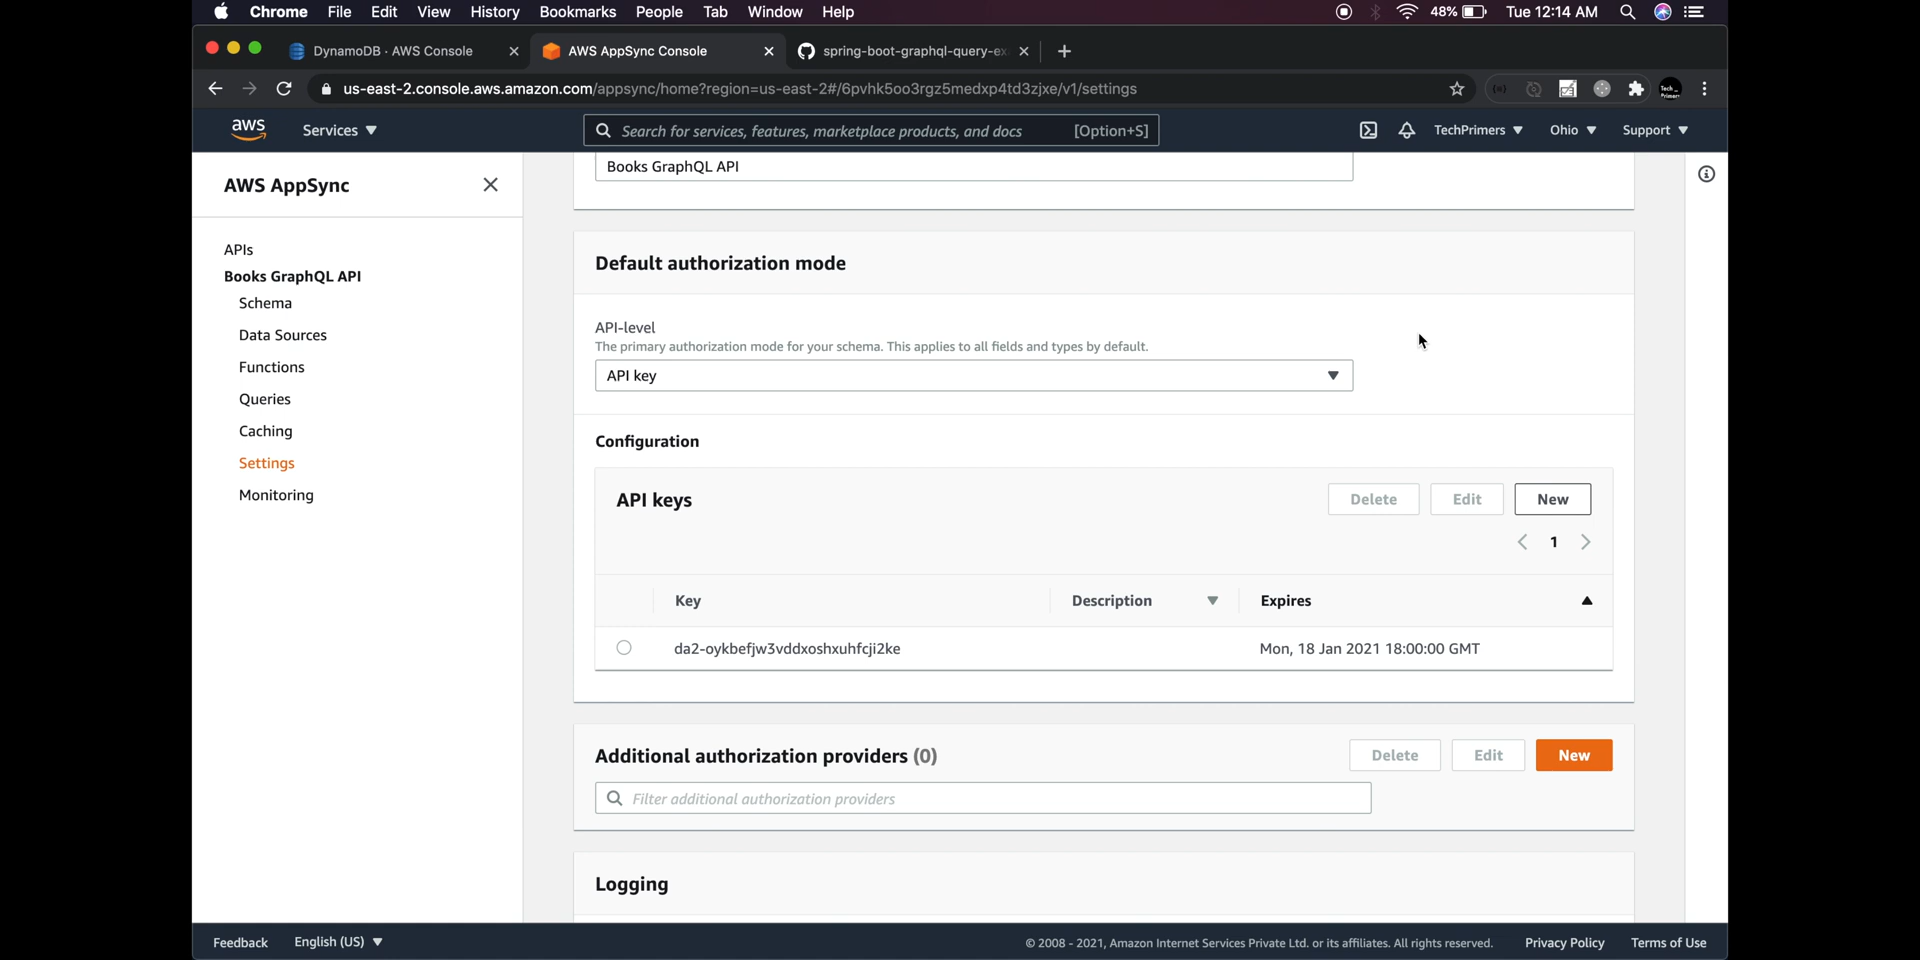 Chrome File Edit View History Bookmarks People Tab Window Help 48% Tue 12:14 AM
DynamoDB · AWS Console AWS AppSync Console spring-boot-graphql-query-ex
us-east-2.console.aws.amazon.com/appsync/home?region=us-east-2#/6pvhk5oo3rgz5medxp4td3zjxe/v1/settings
aws Services Search for services, features, marketplace products, and docs [Option+S] TechPrimers Ohio Support
AWS AppSync
APIs
Books GraphQL API
Schema
Data Sources
Functions
Queries
Caching
Settings
Monitoring
Books GraphQL API
Default authorization mode
API-level
The primary authorization mode for your schema. This applies to all fields and types by default.
API key
Configuration
API keys Delete Edit New
1
Key Description Expires
da2-oykbefjw3vddxoshxuhfcji2ke Mon, 18 Jan 2021 18:00:00 GMT
Additional authorization providers (0) Delete Edit New
Filter additional authorization providers
Logging
Feedback English (US) © 2008 - 2021, Amazon Internet Services Private Ltd. or its affiliates. All rights reserved. Privacy Policy Terms of Use